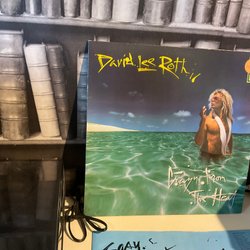 David Lee Roth
Crazy From
The Heat